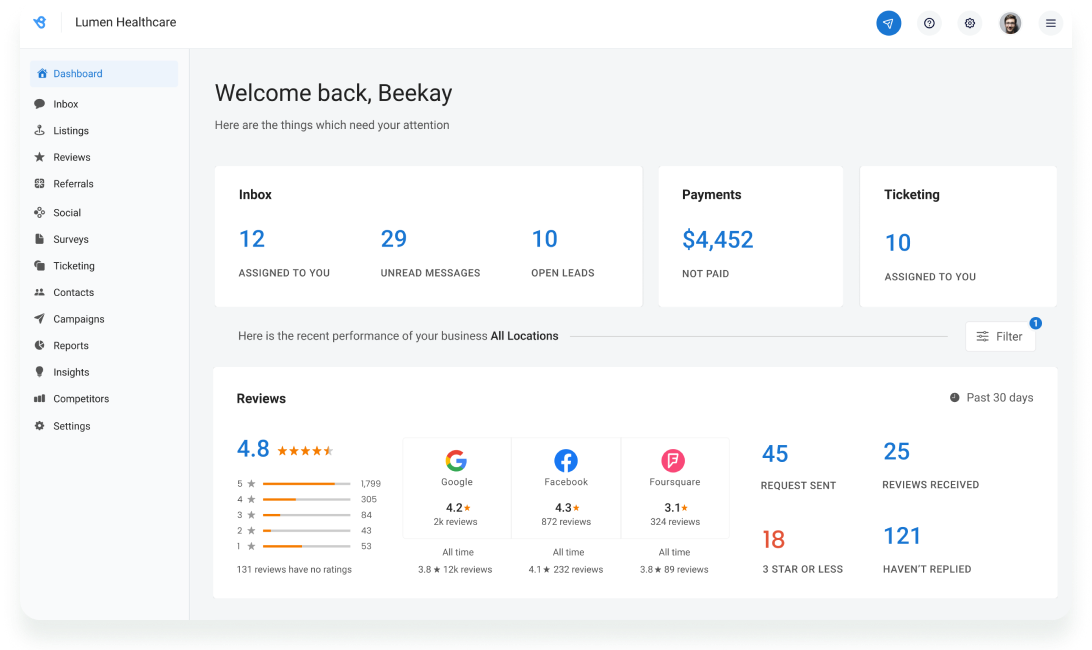 Lumen Healthcare
Dashboard
Inbox
Listings
Reviews
Referrals
Social
Surveys
Ticketing
Contacts
Campaigns
Reports
Insights
Competitors
Settings
Welcome back, Beekay
Here are the things which need your attention
Inbox
12
ASSIGNED TO YOU
29
UNREAD MESSAGES
10
OPEN LEADS
Payments
$4,452
NOT PAID
Ticketing
10
ASSIGNED TO YOU
Here is the recent performance of your business All Locations
Filter
1
Reviews
Past 30 days
4.8 ★★★★
5 ★ 1,799
4 ★ 305
3 ★ 84
2 ★ 43
1 ★ 53
131 reviews have no ratings
Google
4.2★
2k reviews
All time
3.8 ★ 12k reviews
Facebook
4.3★
872 reviews
All time
4.1 ★ 232 reviews
Foursquare
3.1★
324 reviews
All time
3.8 ★ 89 reviews
45
REQUEST SENT
25
REVIEWS RECEIVED
18
3 STAR OR LESS
121
HAVEN'T REPLIED